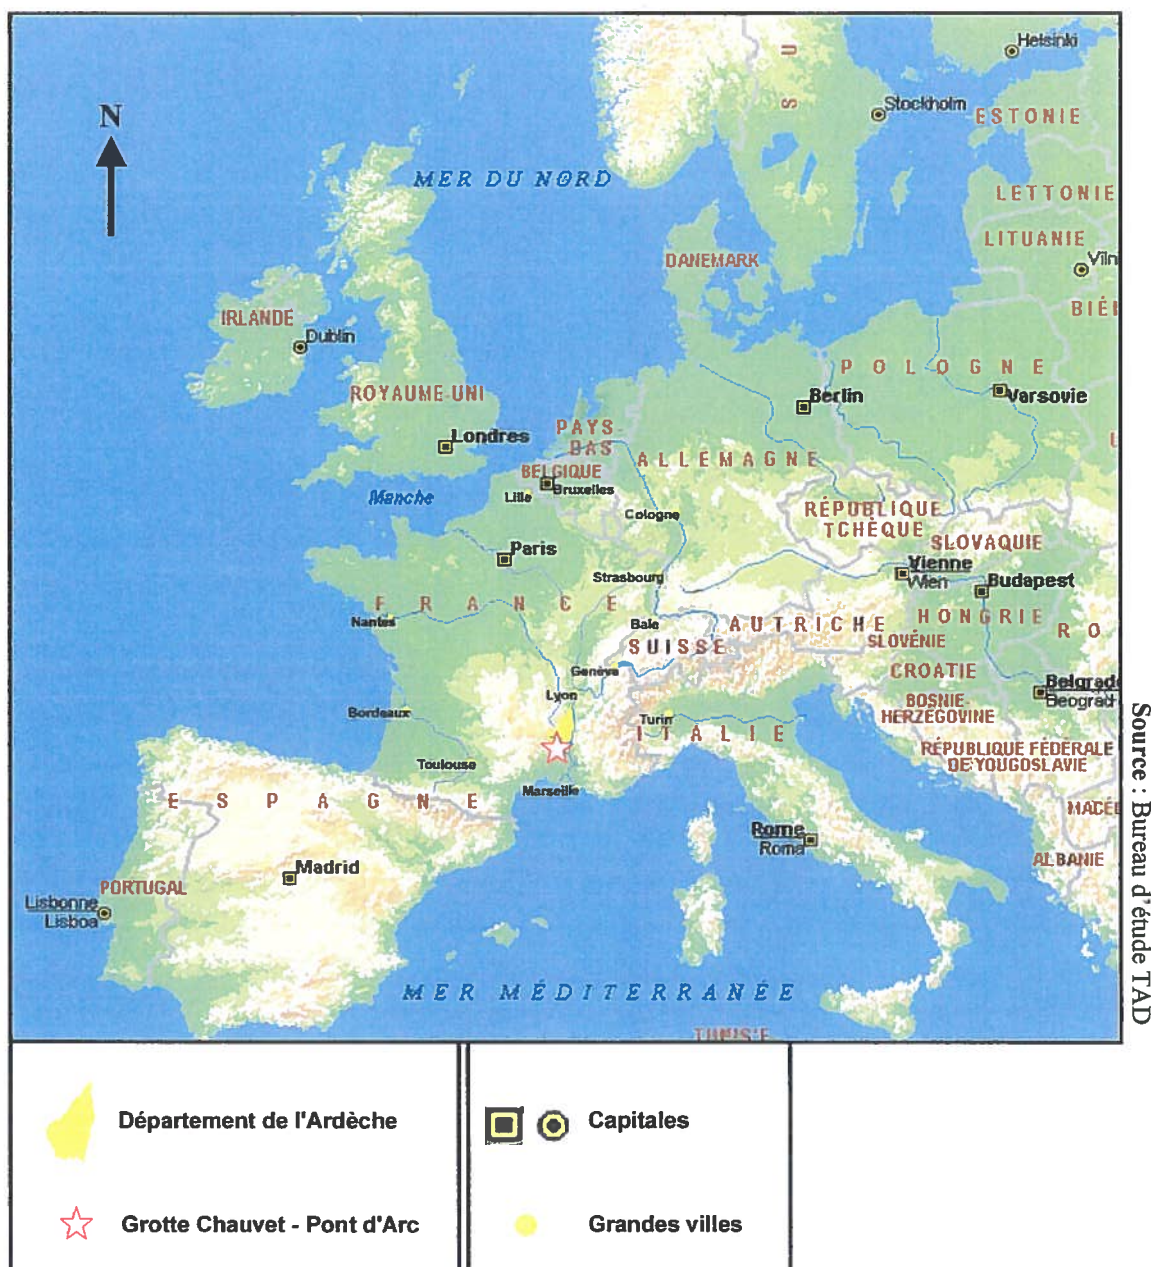 Helsinki
U
S
Stockholm
ESTONIE
N
MER DU NORD
LETTONIE
LITUANIE
Viln
DANEMARK
BIÉ
IRLANDE
Dublin
POLOGNE
ROYAUME-UNI
Berlin
Varsovie
PAYS-
BAS
Londres
ALLEMAGNE
BELGIQUE
Bruxelles
Manche
Lille
Cologne
RÉPUBLIQUE
TCHÈQUE
SLOVAQUIE
Paris
Vienne
Wien
Strasbourg
Budapest
FRANCE
Nantes
Bale
AUTRICHE
HONGRIE
RO
SUISSE
SLOVÉNIE
Genève
CROATIE
Lyon
Belgrade
Beograd
BOSNIE-
HERZÉGOVINE
Bordeaux
Turin
ITALIE
RÉPUBLIQUE FÉDÉRALE
DE YOUGOSLAVIE
Toulouse
Marseille
ESPAGNE
MACÉ
Rome
Roma
ALBANIE
Madrid
PORTUGAL
Lisbonne
Lisboa
MER MÉDITERRANÉE
TUNISIE
Source : Bureau d'étude TAD
Département de l'Ardèche
Capitales
Grotte Chauvet - Pont d'Arc
Grandes villes